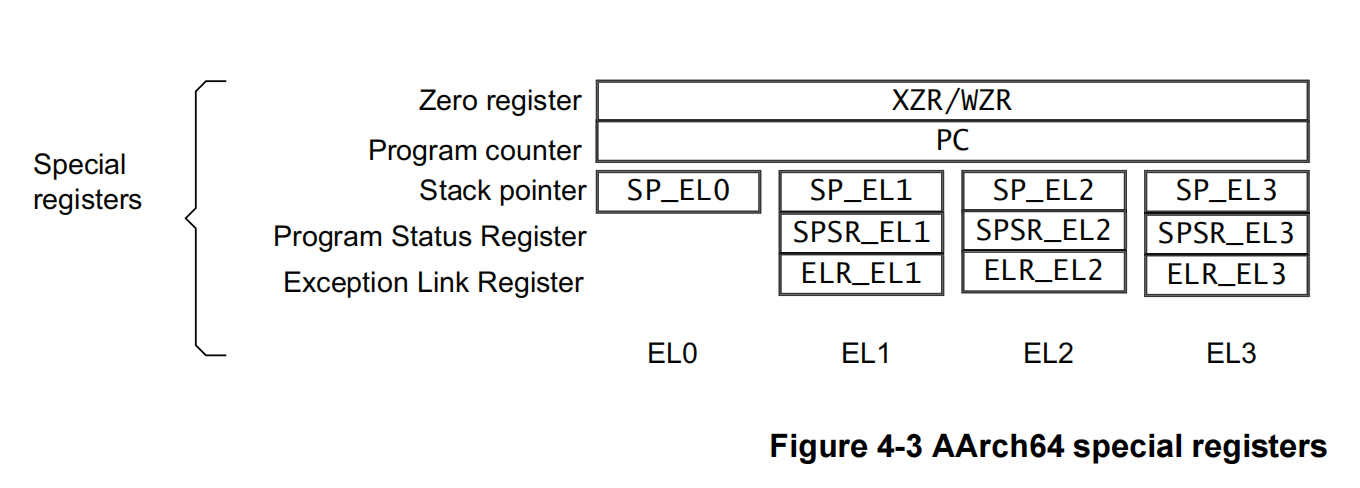 Special
registers
Zero register XZR/WZR
Program counter PC
Stack pointer SP_EL0 SP_EL1 SP_EL2 SP_EL3
Program Status Register SPSR_EL1 SPSR_EL2 SPSR_EL3
Exception Link Register ELR_EL1 ELR_EL2 ELR_EL3
EL0 EL1 EL2 EL3
Figure 4-3 AArch64 special registers